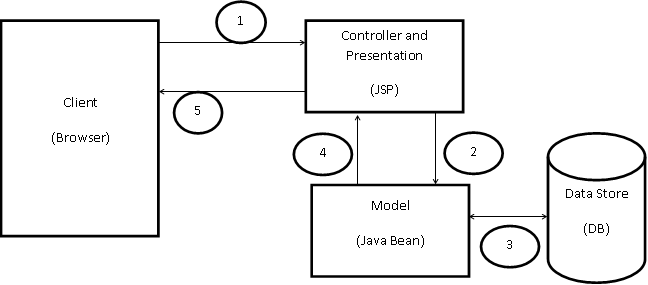 1
Controller and
Presentation
(JSP)
Client
(Browser)
5
4
2
Model
(Java Bean)
3
Data Store
(DB)